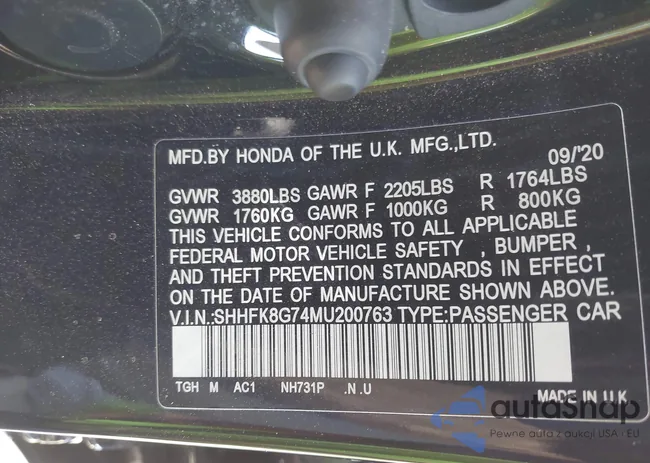 MFD.BY HONDA OF THE U.K. MFG.,LTD.
09/'20
GVWR 3880LBS GAWR F 2205LBS R 1764LBS
GVWR 1760KG GAWR F 1000KG R 800KG
THIS VEHICLE CONFORMS TO ALL APPLICABLE
FEDERAL MOTOR VEHICLE SAFETY , BUMPER ,
AND THEFT PREVENTION STANDARDS IN EFFECT
ON THE DATE OF MANUFACTURE SHOWN ABOVE.
V.I.N.:SHHFK8G74MU200763 TYPE:PASSENGER CAR
TGH M AC1 NH731P .N.U
MADE IN U.K.
autaSnap
Pewne auta z aukcji USA · EU